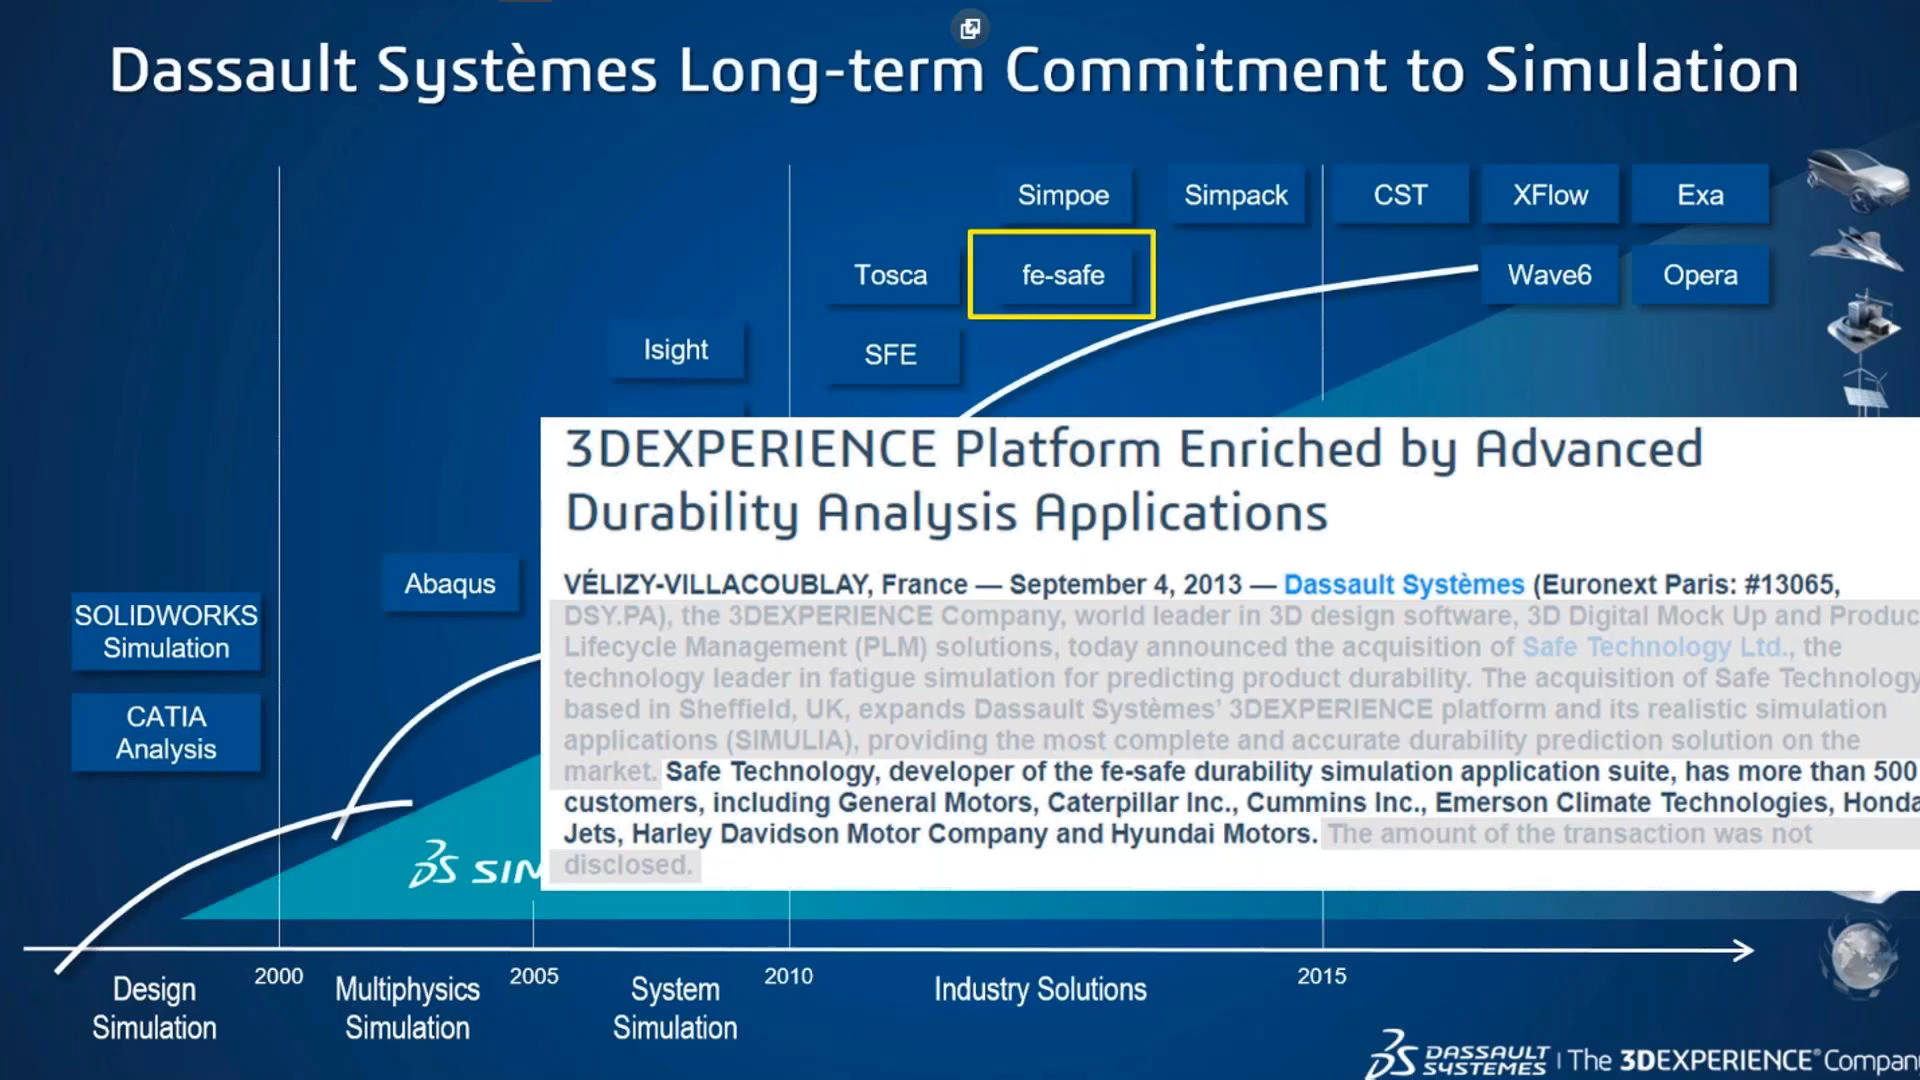 Dassault Systèmes Long-term Commitment to Simulation
Simpoe
Simpack
CST
XFlow
Exa
Tosca
fe-safe
Wave6
Opera
Isight
SFE
Abaqus
SOLIDWORKS
Simulation
CATIA
Analysis
3DEXPERIENCE Platform Enriched by Advanced
Durability Analysis Applications
VÉLIZY-VILLACOUBLAY, France — September 4, 2013 — Dassault Systèmes (Euronext Paris: #13065,
DSY.PA), the 3DEXPERIENCE Company, world leader in 3D design software, 3D Digital Mock Up and Produc
Lifecycle Management (PLM) solutions, today announced the acquisition of Safe Technology Ltd., the
technology leader in fatigue simulation for predicting product durability. The acquisition of Safe Technology
based in Sheffield, UK, expands Dassault Systèmes' 3DEXPERIENCE platform and its realistic simulation
applications (SIMULIA), providing the most complete and accurate durability prediction solution on the
market. Safe Technology, developer of the fe-safe durability simulation application suite, has more than 500
customers, including General Motors, Caterpillar Inc., Cummins Inc., Emerson Climate Technologies, Honda
Jets, Harley Davidson Motor Company and Hyundai Motors. The amount of the transaction was not
disclosed.
3DS SIM
2000
2005
2010
2015
Design
Simulation
Multiphysics
Simulation
System
Simulation
Industry Solutions
3DS DASSAULT SYSTEMES | The 3DEXPERIENCE® Company